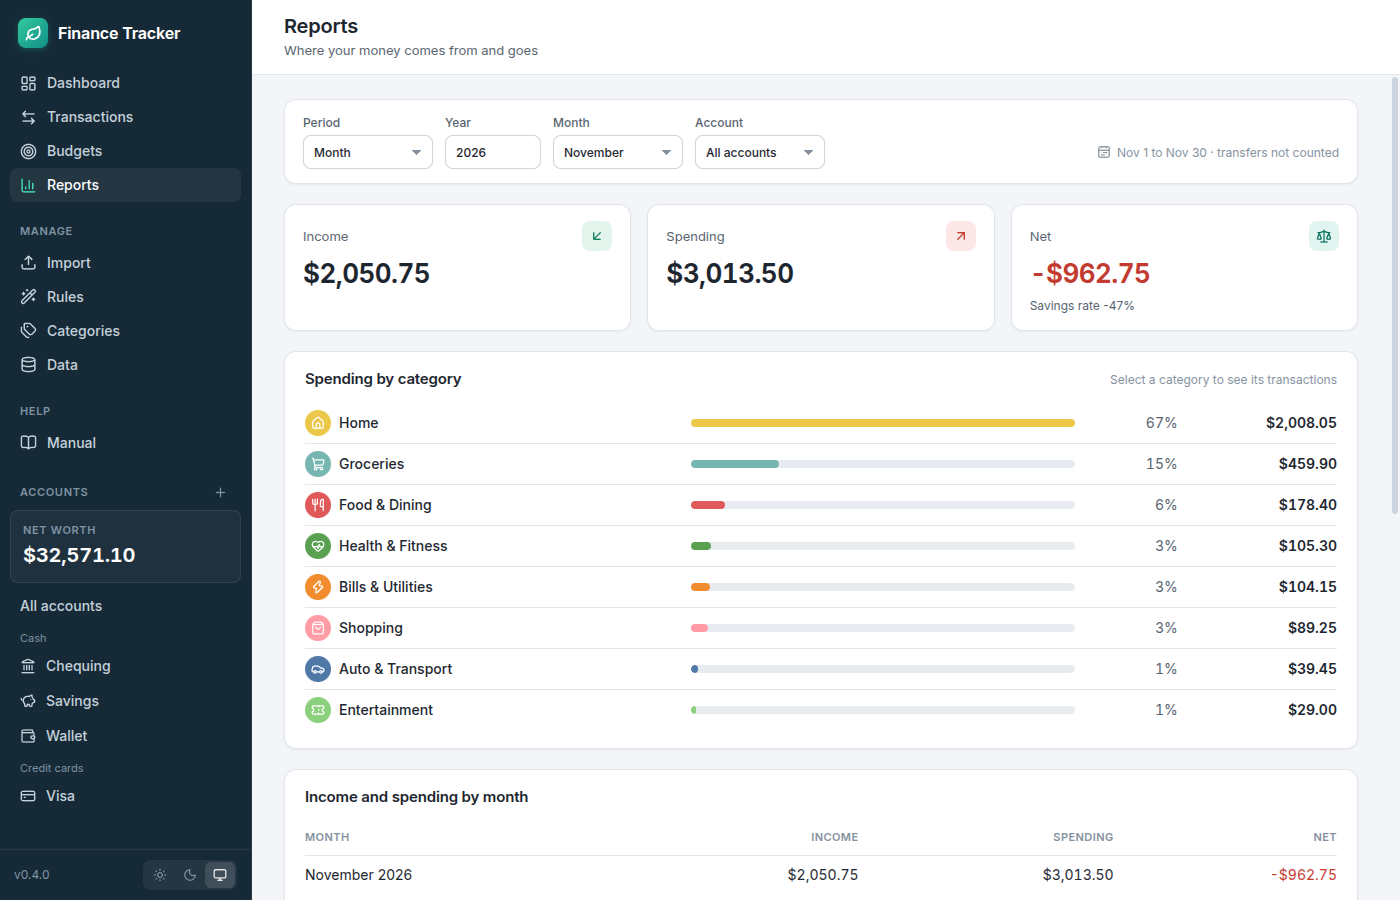 Finance Tracker
Dashboard
Transactions
Budgets
Reports
MANAGE
Import
Rules
Categories
Data
HELP
Manual
ACCOUNTS
NET WORTH
$32,571.10
All accounts
Cash
Chequing
Savings
Wallet
Credit cards
Visa
v0.4.0
Reports
Where your money comes from and goes
Period Year Month Account
Month 2026 November All accounts Nov 1 to Nov 30 · transfers not counted
Income
$2,050.75
Spending
$3,013.50
Net
-$962.75
Savings rate -47%
Spending by category Select a category to see its transactions
Home 67% $2,008.05
Groceries 15% $459.90
Food & Dining 6% $178.40
Health & Fitness 3% $105.30
Bills & Utilities 3% $104.15
Shopping 3% $89.25
Auto & Transport 1% $39.45
Entertainment 1% $29.00
Income and spending by month
MONTH INCOME SPENDING NET
November 2026 $2,050.75 $3,013.50 -$962.75